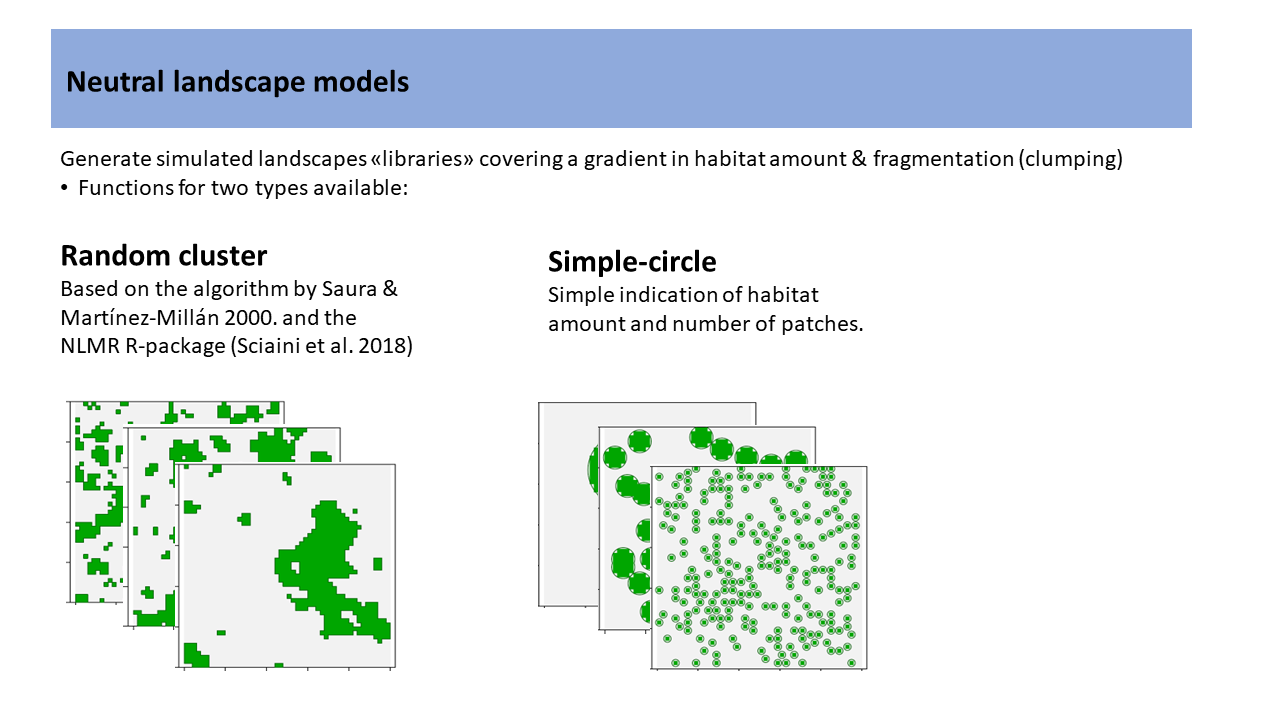 Neutral landscape models
Generate simulated landscapes «libraries» covering a gradient in habitat amount & fragmentation (clumping)
• Functions for two types available:
Random cluster
Based on the algorithm by Saura &
Martínez-Millán 2000. and the
NLMR R-package (Sciaini et al. 2018)
Simple-circle
Simple indication of habitat
amount and number of patches.